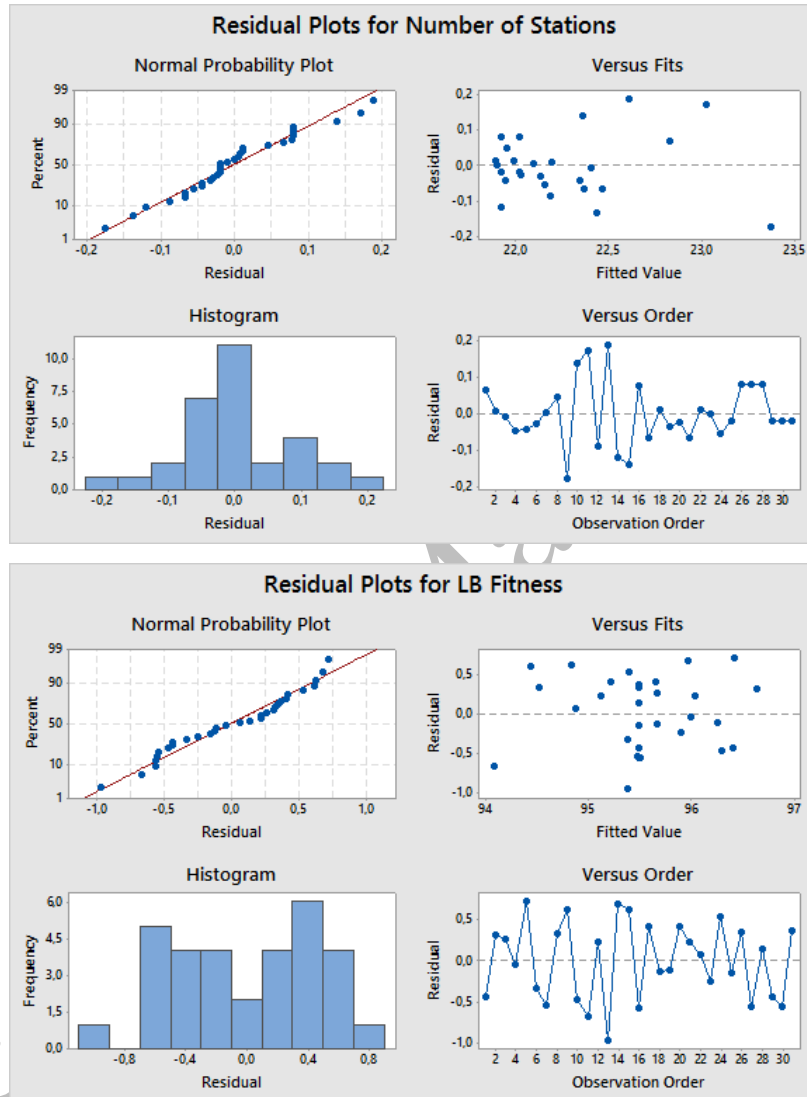 Residual Plots for Number of Stations
Normal Probability Plot
Versus Fits
99
90
50
10
1
Percent
-0,2 -0,1 0,0 0,1 0,2
Residual
0,2
0,1
0,0
-0,1
-0,2
Residual
22,0 22,5 23,0 23,5
Fitted Value
Histogram
Versus Order
10,0
7,5
5,0
2,5
0,0
Frequency
-0,2 -0,1 0,0 0,1 0,2
Residual
0,2
0,1
0,0
-0,1
-0,2
Residual
2 4 6 8 10 12 14 16 18 20 22 24 26 28 30
Observation Order
Residual Plots for LB Fitness
Normal Probability Plot
Versus Fits
99
90
50
10
1
Percent
-1,0 -0,5 0,0 0,5 1,0
Residual
0,5
0,0
-0,5
-1,0
Residual
94 95 96 97
Fitted Value
Histogram
Versus Order
6,0
4,5
3,0
1,5
0,0
Frequency
-0,8 -0,4 0,0 0,4 0,8
Residual
0,5
0,0
-0,5
-1,0
Residual
2 4 6 8 10 12 14 16 18 20 22 24 26 28 30
Observation Order